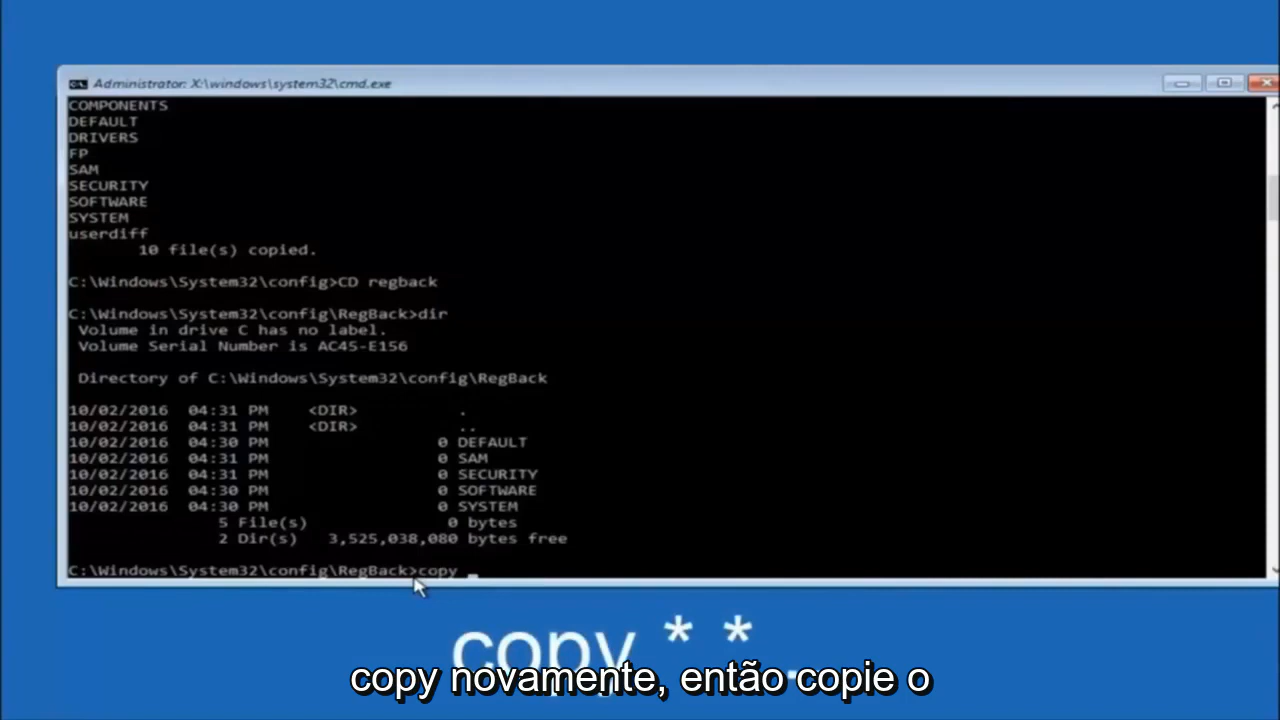 Administrator: X:\windows\system32\cmd.exe
COMPONENTS
DEFAULT
DRIVERS
FP
SAM
SECURITY
SOFTWARE
SYSTEM
userdiff
10 file(s) copied.
C:\Windows\System32\config>CD regback
C:\Windows\System32\config\RegBack>dir
Volume in drive C has no label.
Volume Serial Number is AC45-E156
Directory of C:\Windows\System32\config\RegBack
10/02/2016 04:31 PM <DIR> .
10/02/2016 04:31 PM <DIR> ..
10/02/2016 04:30 PM 0 DEFAULT
10/02/2016 04:31 PM 0 SAM
10/02/2016 04:31 PM 0 SECURITY
10/02/2016 04:30 PM 0 SOFTWARE
10/02/2016 04:30 PM 0 SYSTEM
5 File(s) 0 bytes
2 Dir(s) 3,525,038,080 bytes free
C:\Windows\System32\config\RegBack>copy _
copy * * .
copy novamente, então copie o